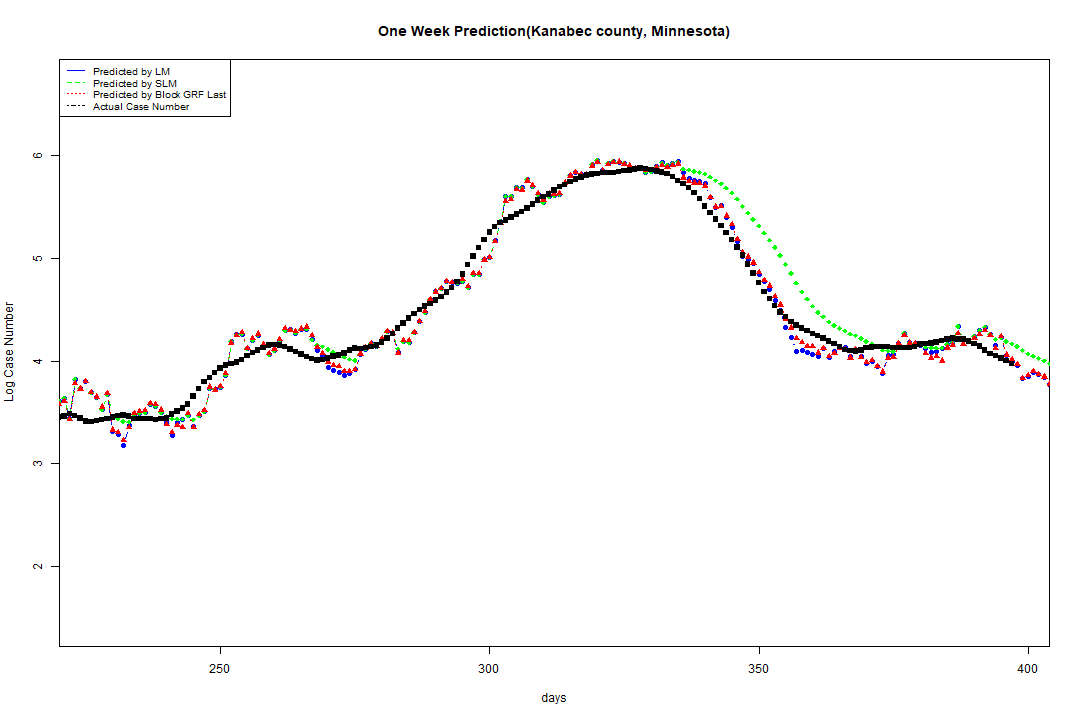 One Week Prediction(Kanabec county, Minnesota)
Predicted by LM
Predicted by SLM
Predicted by Block GRF Last
Actual Case Number
6
5
4
3
2
Log Case Number
250 300 350 400
days